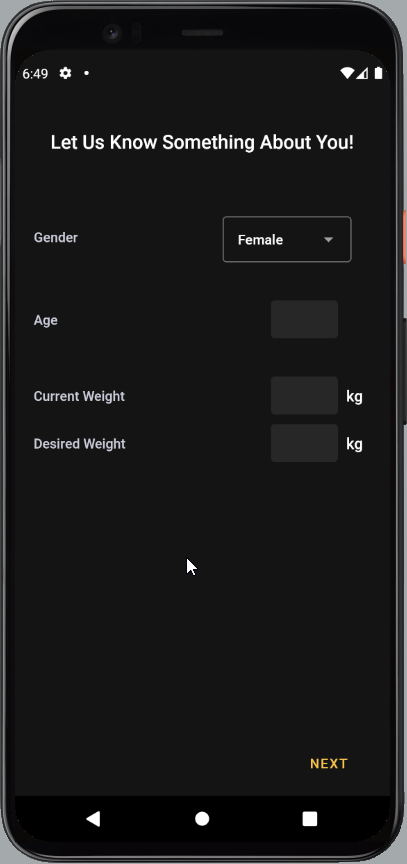 6:49
Let Us Know Something About You!
Gender
Female
Age
Current Weight
kg
Desired Weight
kg
NEXT